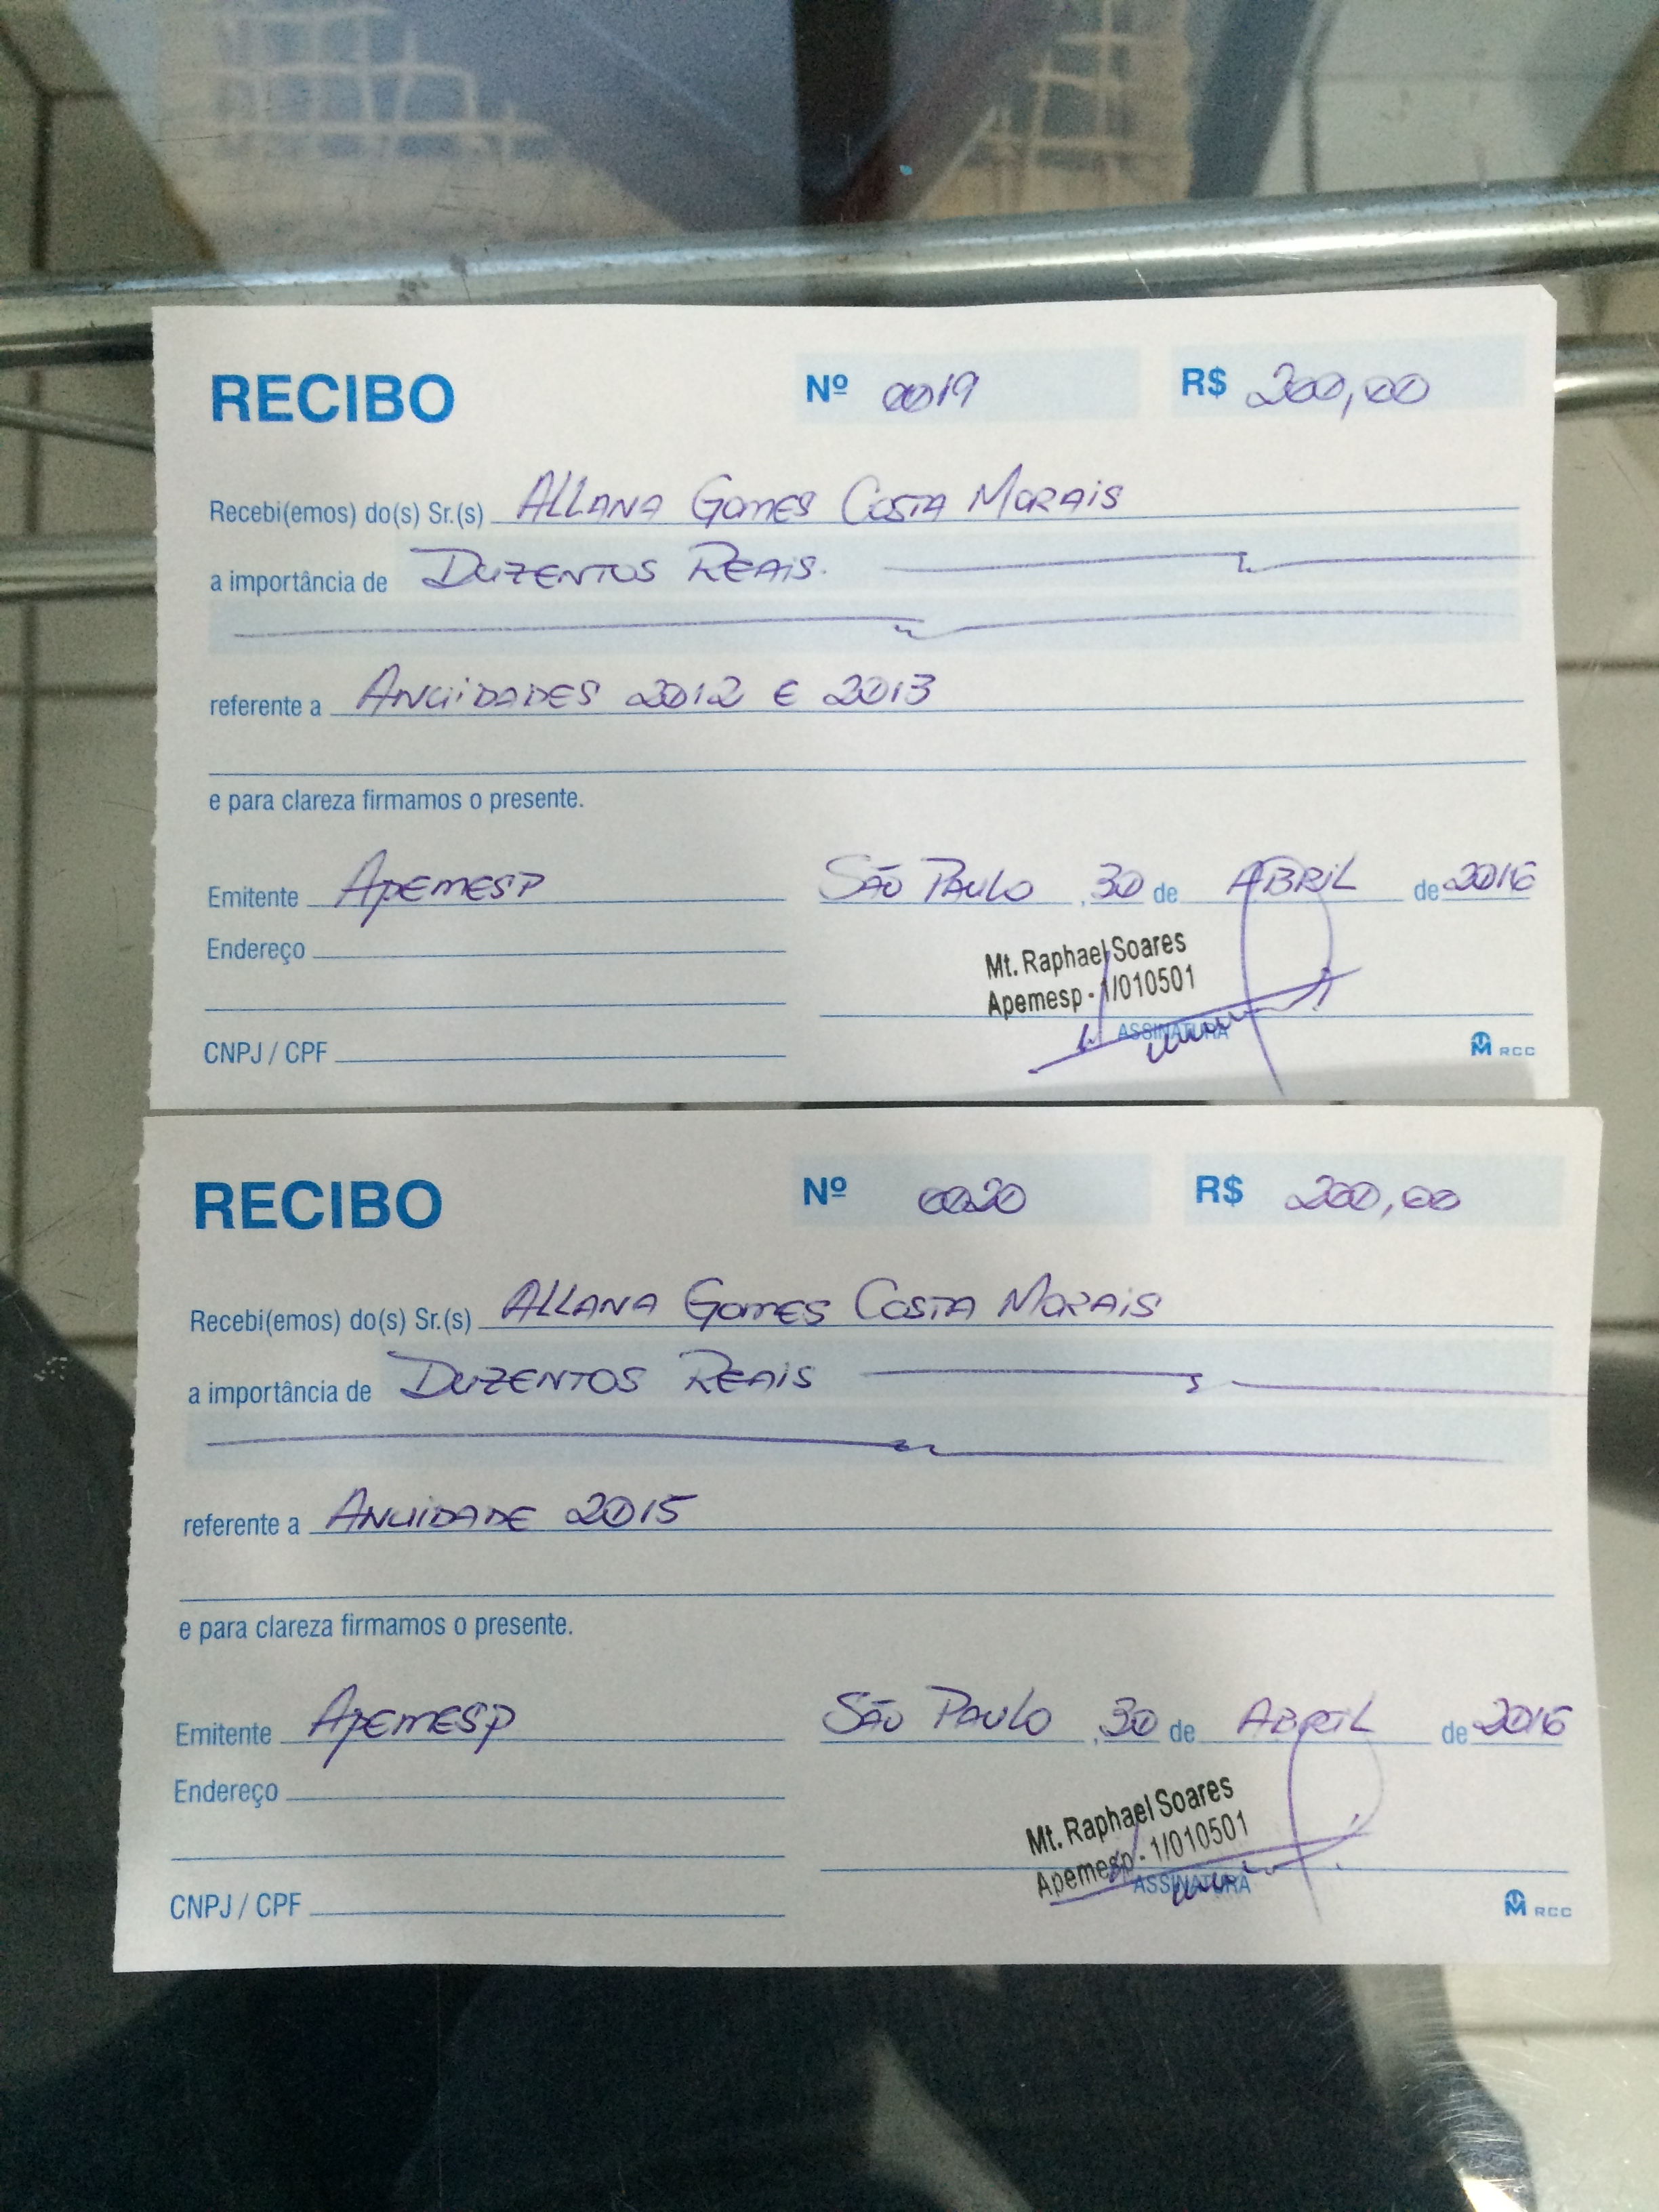 RECIBO Nº 0019 R$ 200,00
Recebi(emos) do(s) Sr.(s) ALLANA GOMES COSTA MORAIS
a importância de DUZENTOS REAIS.
referente a ANUIDADES 2012 E 2013
e para clareza firmamos o presente.
Emitente APEMESP SÃO PAULO, 30 de ABRIL de 2016
Endereço
Mt. Raphael Soares
Apemesp - 1/010501
ASSINATURA
CNPJ / CPF
M RCC
RECIBO Nº 0020 R$ 200,00
Recebi(emos) do(s) Sr.(s) ALLANA GOMES COSTA MORAIS
a importância de DUZENTOS REAIS
referente a ANUIDADE 2015
e para clareza firmamos o presente.
Emitente APEMESP SÃO PAULO, 30 de ABRIL de 2016
Endereço
Mt. Raphael Soares
Apemesp - 1/010501
ASSINATURA
CNPJ / CPF
M RCC